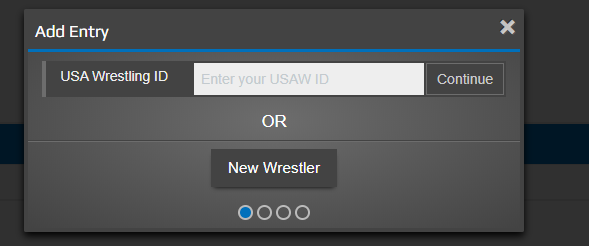 Add Entry
USA Wrestling ID Enter your USAW ID Continue
OR
New Wrestler